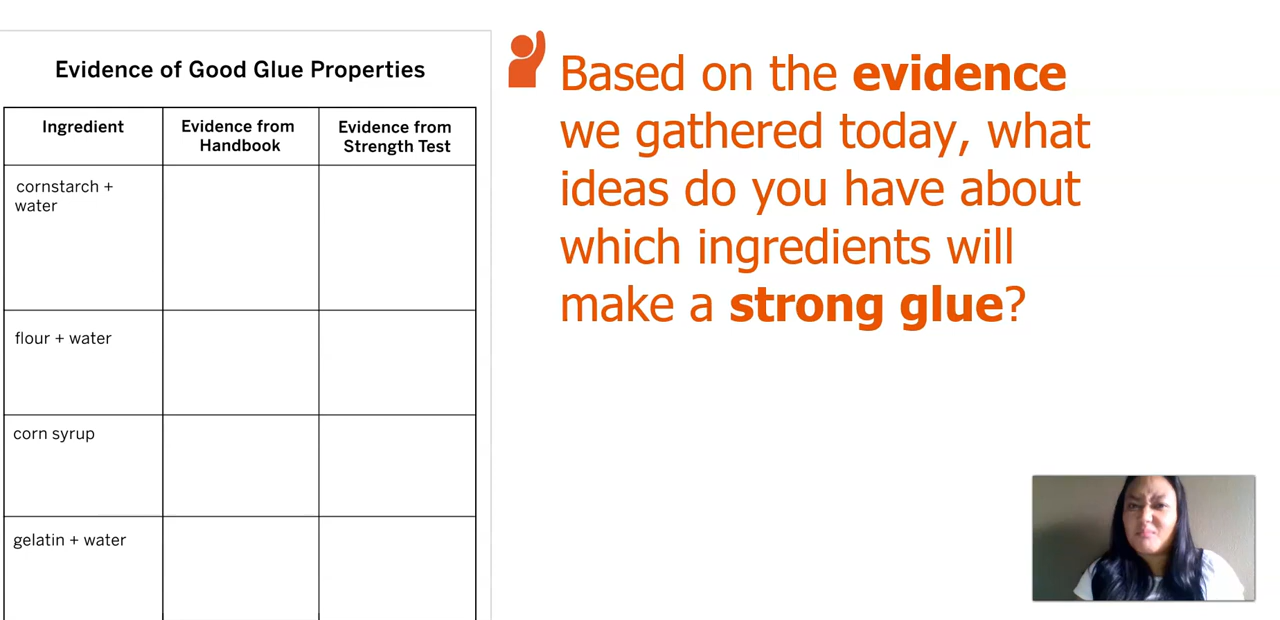 Evidence of Good Glue Properties
Ingredient
Evidence from
Handbook
Evidence from
Strength Test
cornstarch +
water
flour + water
corn syrup
gelatin + water
Based on the evidence
we gathered today, what
ideas do you have about
which ingredients will
make a strong glue?